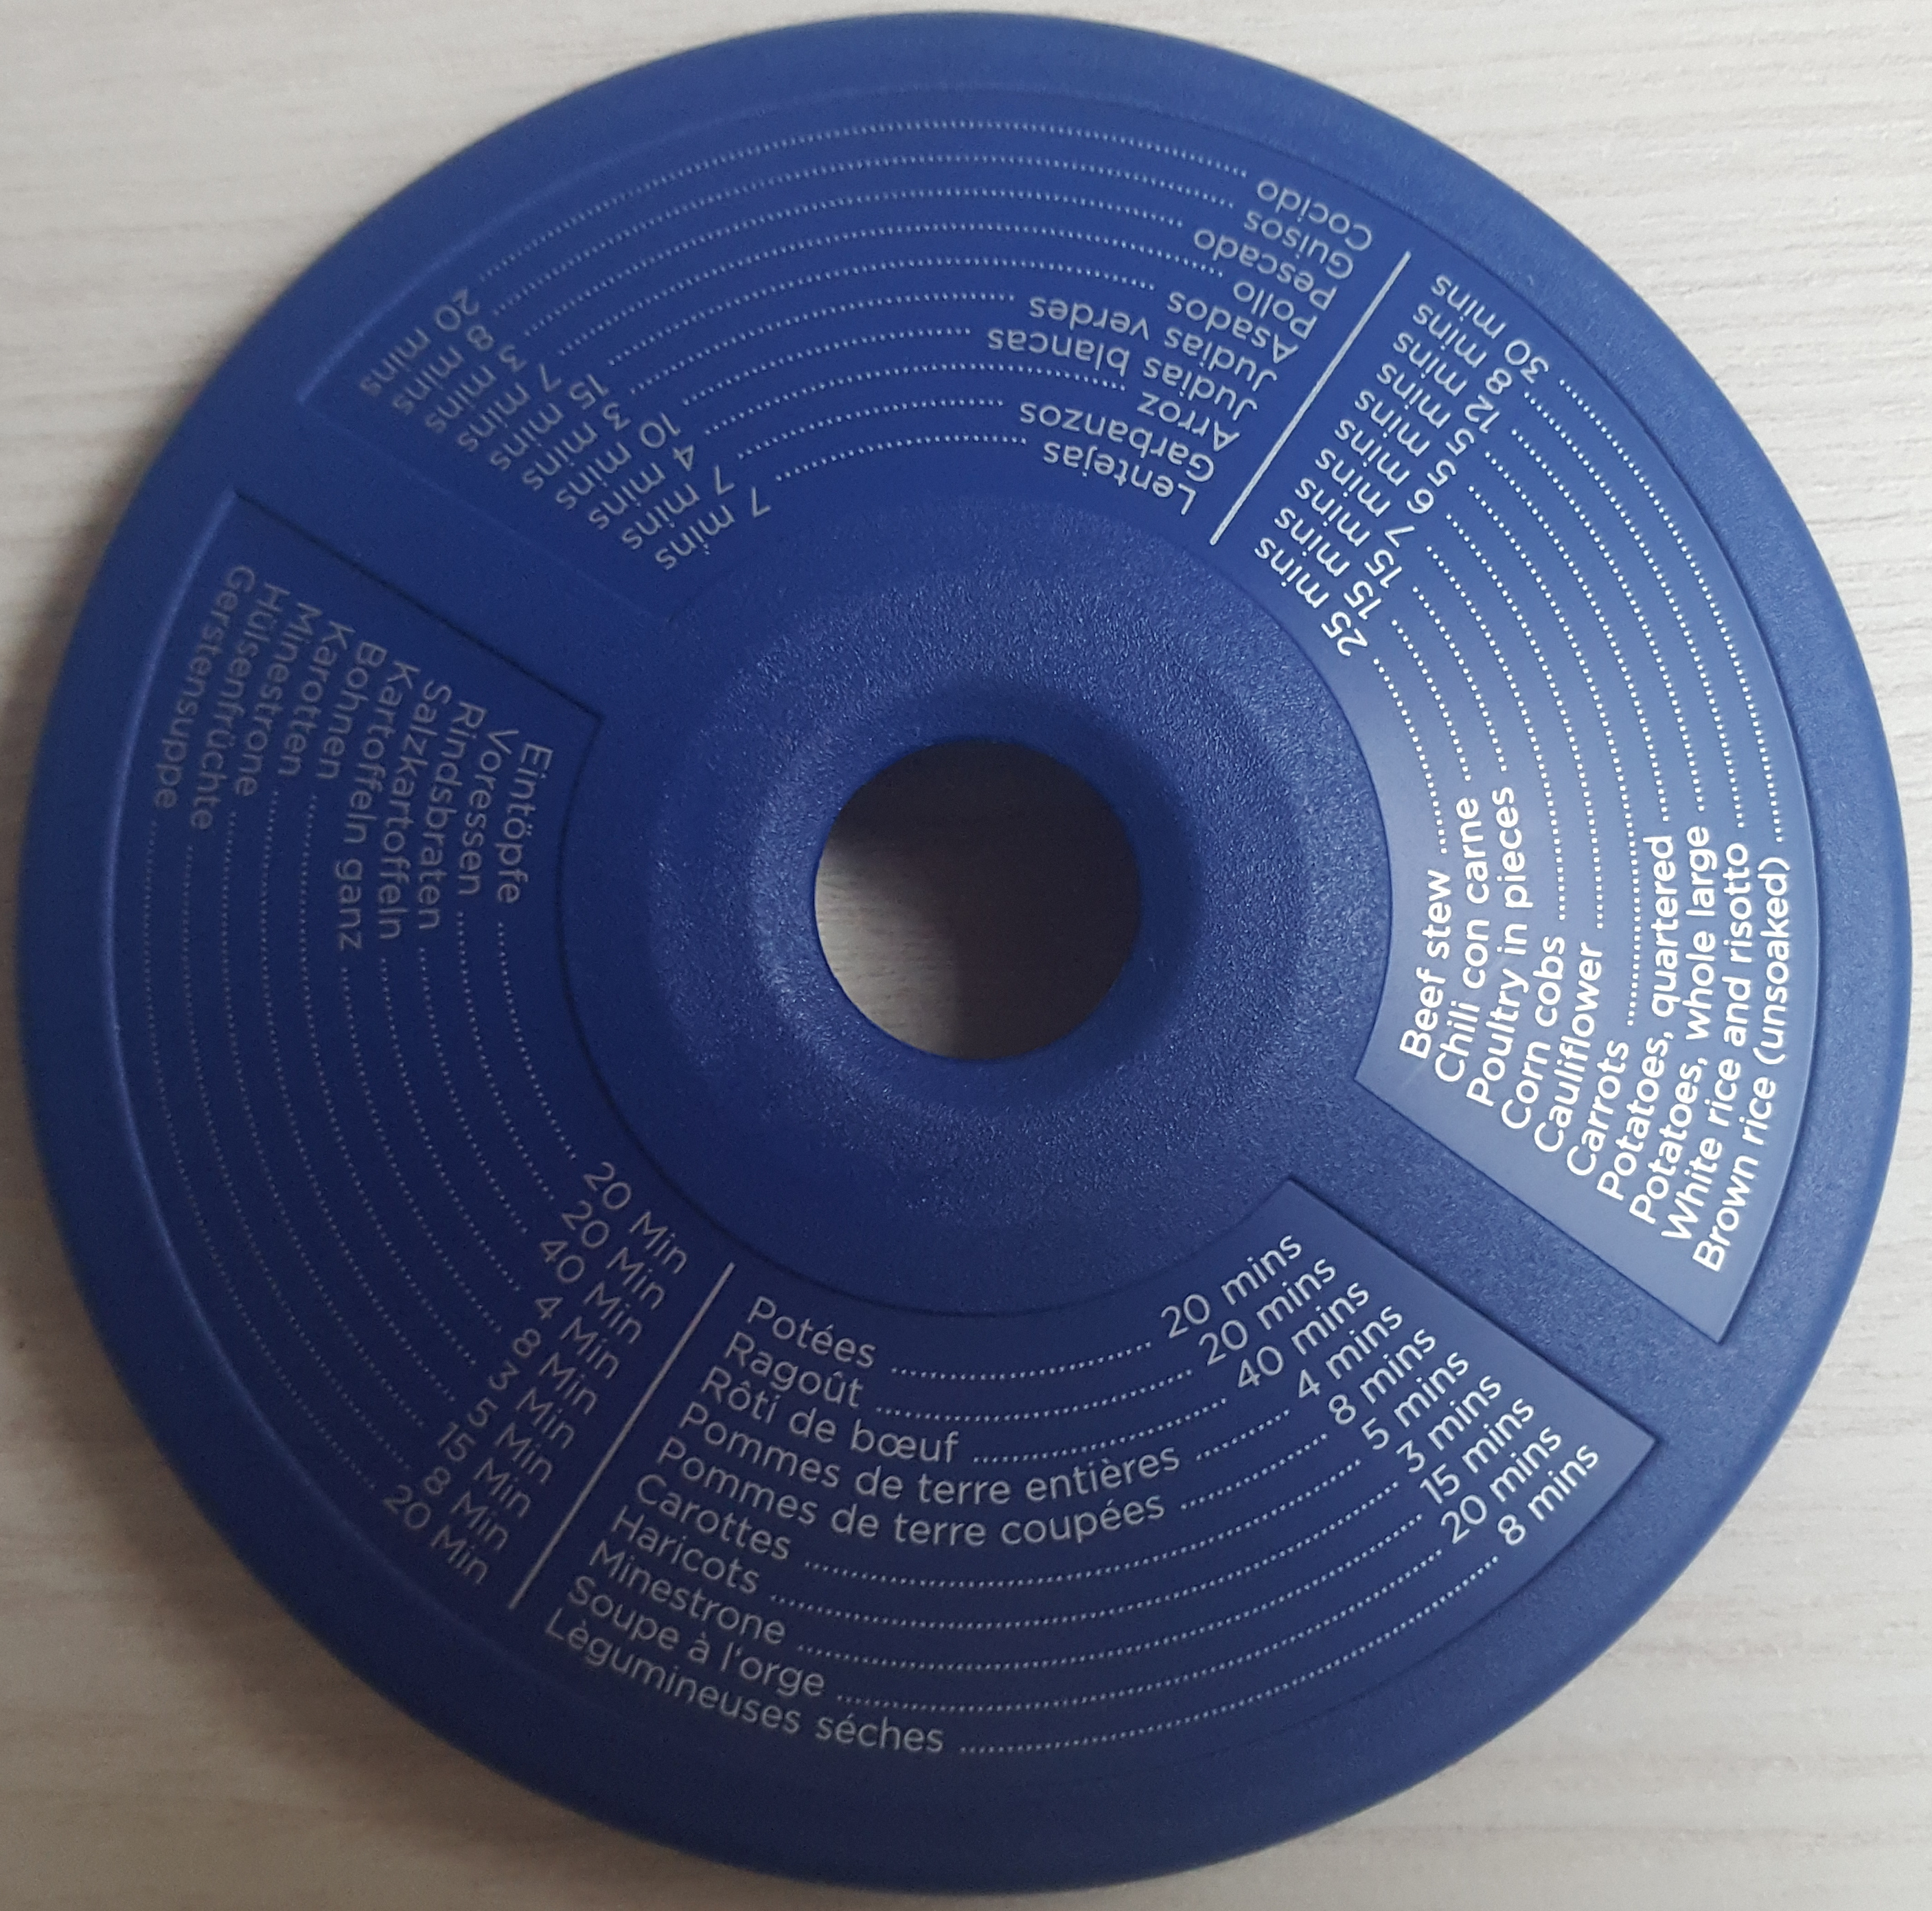 Beef stew ........ 25 mins
Chili con carne ........ 15 mins
Poultry in pieces ........ 15 mins
Corn cobs ........ 7 mins
Cauliflower ........ 6 mins
Carrots ........ 5 mins
Potatoes, quartered ........ 5 mins
Potatoes, whole large ........ 12 mins
White rice and risotto ........ 8 mins
Brown rice (unsoaked) ........ 30 mins
Lentejas ........ 7 mins
Garbanzos ........ 7 mins
Arroz ........ 4 mins
Judias blancas ........ 10 mins
Judias verdes ........ 3 mins
Asados ........ 15 mins
Pollo ........ 7 mins
Pescado ........ 3 mins
Guisos ........ 8 mins
Cocido ........ 20 mins
Eintöpfe ........ 20 Min
Voressen ........ 20 Min
Rindsbraten ........ 40 Min
Salzkartoffeln ........ 4 Min
Kartoffeln ganz ........ 8 Min
Bohnen ........ 3 Min
Karotten ........ 5 Min
Minestrone ........ 15 Min
Hülsenfrüchte ........ 8 Min
Gerstensuppe ........ 20 Min
Potées ........ 20 mins
Ragoût ........ 20 mins
Rôti de bœuf ........ 40 mins
Pommes de terre entières ........ 4 mins
Pommes de terre coupées ........ 8 mins
Carottes ........ 5 mins
Haricots ........ 3 mins
Minestrone ........ 15 mins
Soupe à l'orge ........ 20 mins
Lègumineuses séches ........ 8 mins